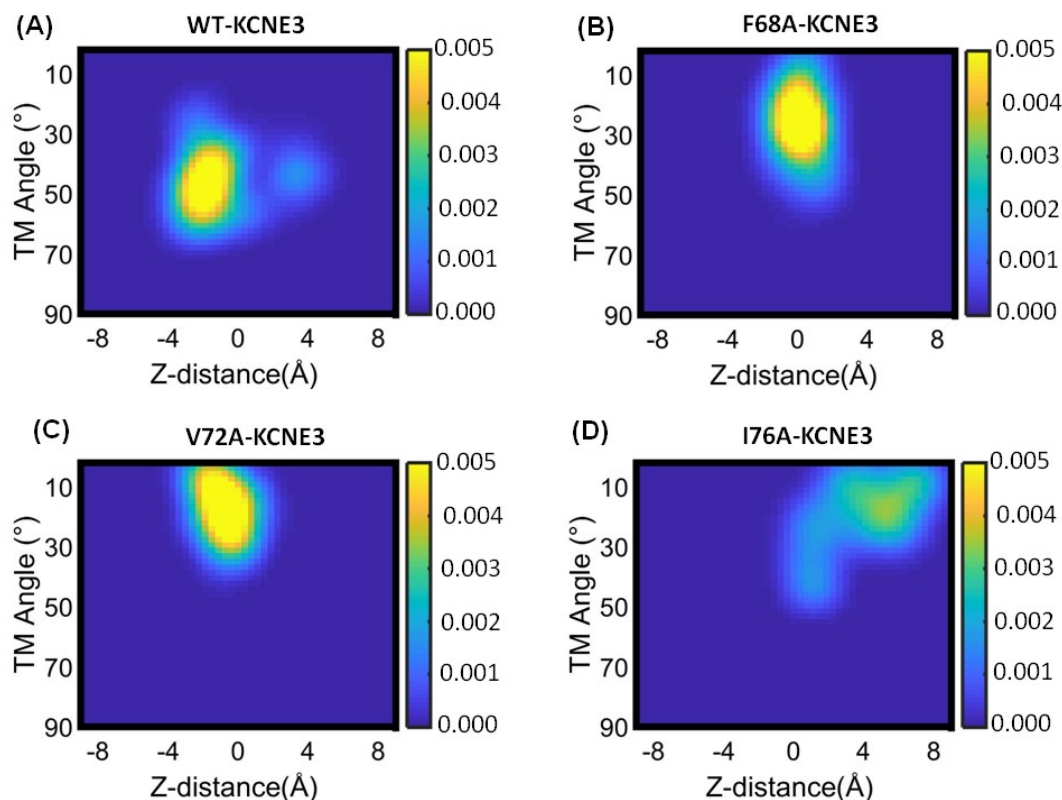 (A)
WT-KCNE3
0.005
10
0.004
30
0.003
50
0.002
70
0.001
90
0.000
-8 -4 0 4 8
TM Angle (°)
Z-distance(Å)
(B)
F68A-KCNE3
0.005
10
0.004
30
0.003
50
0.002
70
0.001
90
0.000
-8 -4 0 4 8
TM Angle (°)
Z-distance(Å)
(C)
V72A-KCNE3
0.005
10
0.004
30
0.003
50
0.002
70
0.001
90
0.000
-8 -4 0 4 8
TM Angle (°)
Z-distance(Å)
(D)
I76A-KCNE3
0.005
10
0.004
30
0.003
50
0.002
70
0.001
90
0.000
-8 -4 0 4 8
TM Angle (°)
Z-distance(Å)